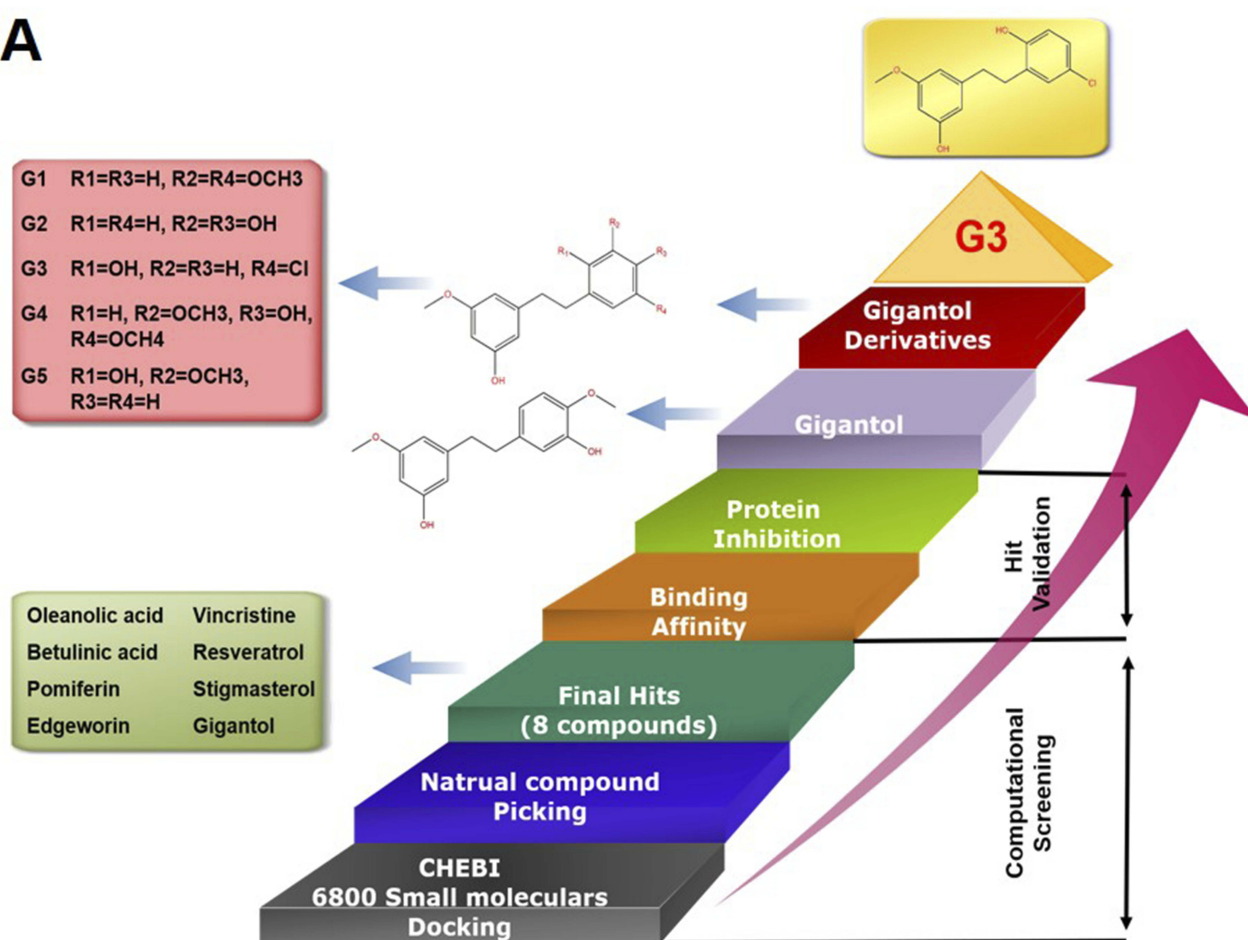 A
HO
O
Cl
OH
G1 R1=R3=H, R2=R4=OCH3
G2 R1=R4=H, R2=R3=OH
G3 R1=OH, R2=R3=H, R4=Cl
G4 R1=H, R2=OCH3, R3=OH,
R4=OCH4
G5 R1=OH, R2=OCH3,
R3=R4=H
R2
R1
R3
O
R4
OH
O
O
OH
OH
G3
Gigantol
Derivatives
Gigantol
Protein
Inhibition
Binding
Affinity
Final Hits
(8 compounds)
Natrual compound
Picking
CHEBI
6800 Small moleculars
Docking
Hit
Validation
Computational
Screening
Oleanolic acid Vincristine
Betulinic acid Resveratrol
Pomiferin Stigmasterol
Edgeworin Gigantol